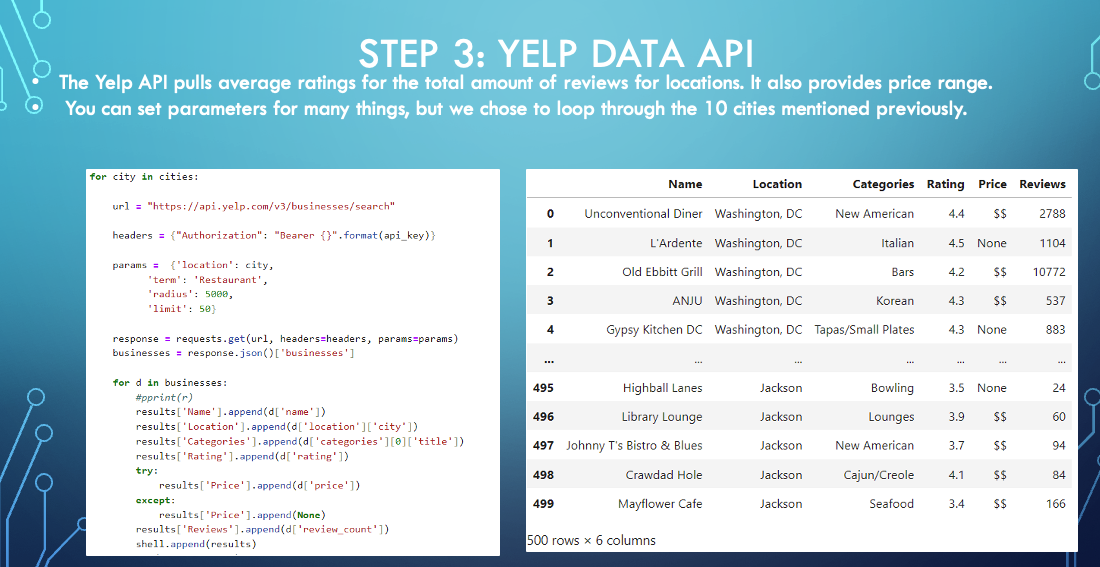 STEP 3: YELP DATA API
• The Yelp API pulls average ratings for the total amount of reviews for locations. It also provides price range.
• You can set parameters for many things, but we chose to loop through the 10 cities mentioned previously.
for city in cities:
url = "https://api.yelp.com/v3/businesses/search"
headers = {"Authorization": "Bearer {}".format(api_key)}
params =  {'location': city,
'term': 'Restaurant',
'radius': 5000,
'limit': 50}
response = requests.get(url, headers=headers, params=params)
businesses = response.json()['businesses']
for d in businesses:
#pprint(r)
results['Name'].append(d['name'])
results['Location'].append(d['location']['city'])
results['Categories'].append(d['categories'][0]['title'])
results['Rating'].append(d['rating'])
try:
results['Price'].append(d['price'])
except:
results['Price'].append(None)
results['Reviews'].append(d['review_count'])
shell.append(results)
Name Location Categories Rating Price Reviews
0 Unconventional Diner Washington, DC New American 4.4 $$ 2788
1 L'Ardente Washington, DC Italian 4.5 None 1104
2 Old Ebbitt Grill Washington, DC Bars 4.2 $$ 10772
3 ANJU Washington, DC Korean 4.3 $$ 537
4 Gypsy Kitchen DC Washington, DC Tapas/Small Plates 4.3 None 883
... ... ... ... ... ... ...
495 Highball Lanes Jackson Bowling 3.5 None 24
496 Library Lounge Jackson Lounges 3.9 $$ 60
497 Johnny T's Bistro & Blues Jackson New American 3.7 $$ 94
498 Crawdad Hole Jackson Cajun/Creole 4.1 $$ 84
499 Mayflower Cafe Jackson Seafood 3.4 $$ 166
500 rows × 6 columns